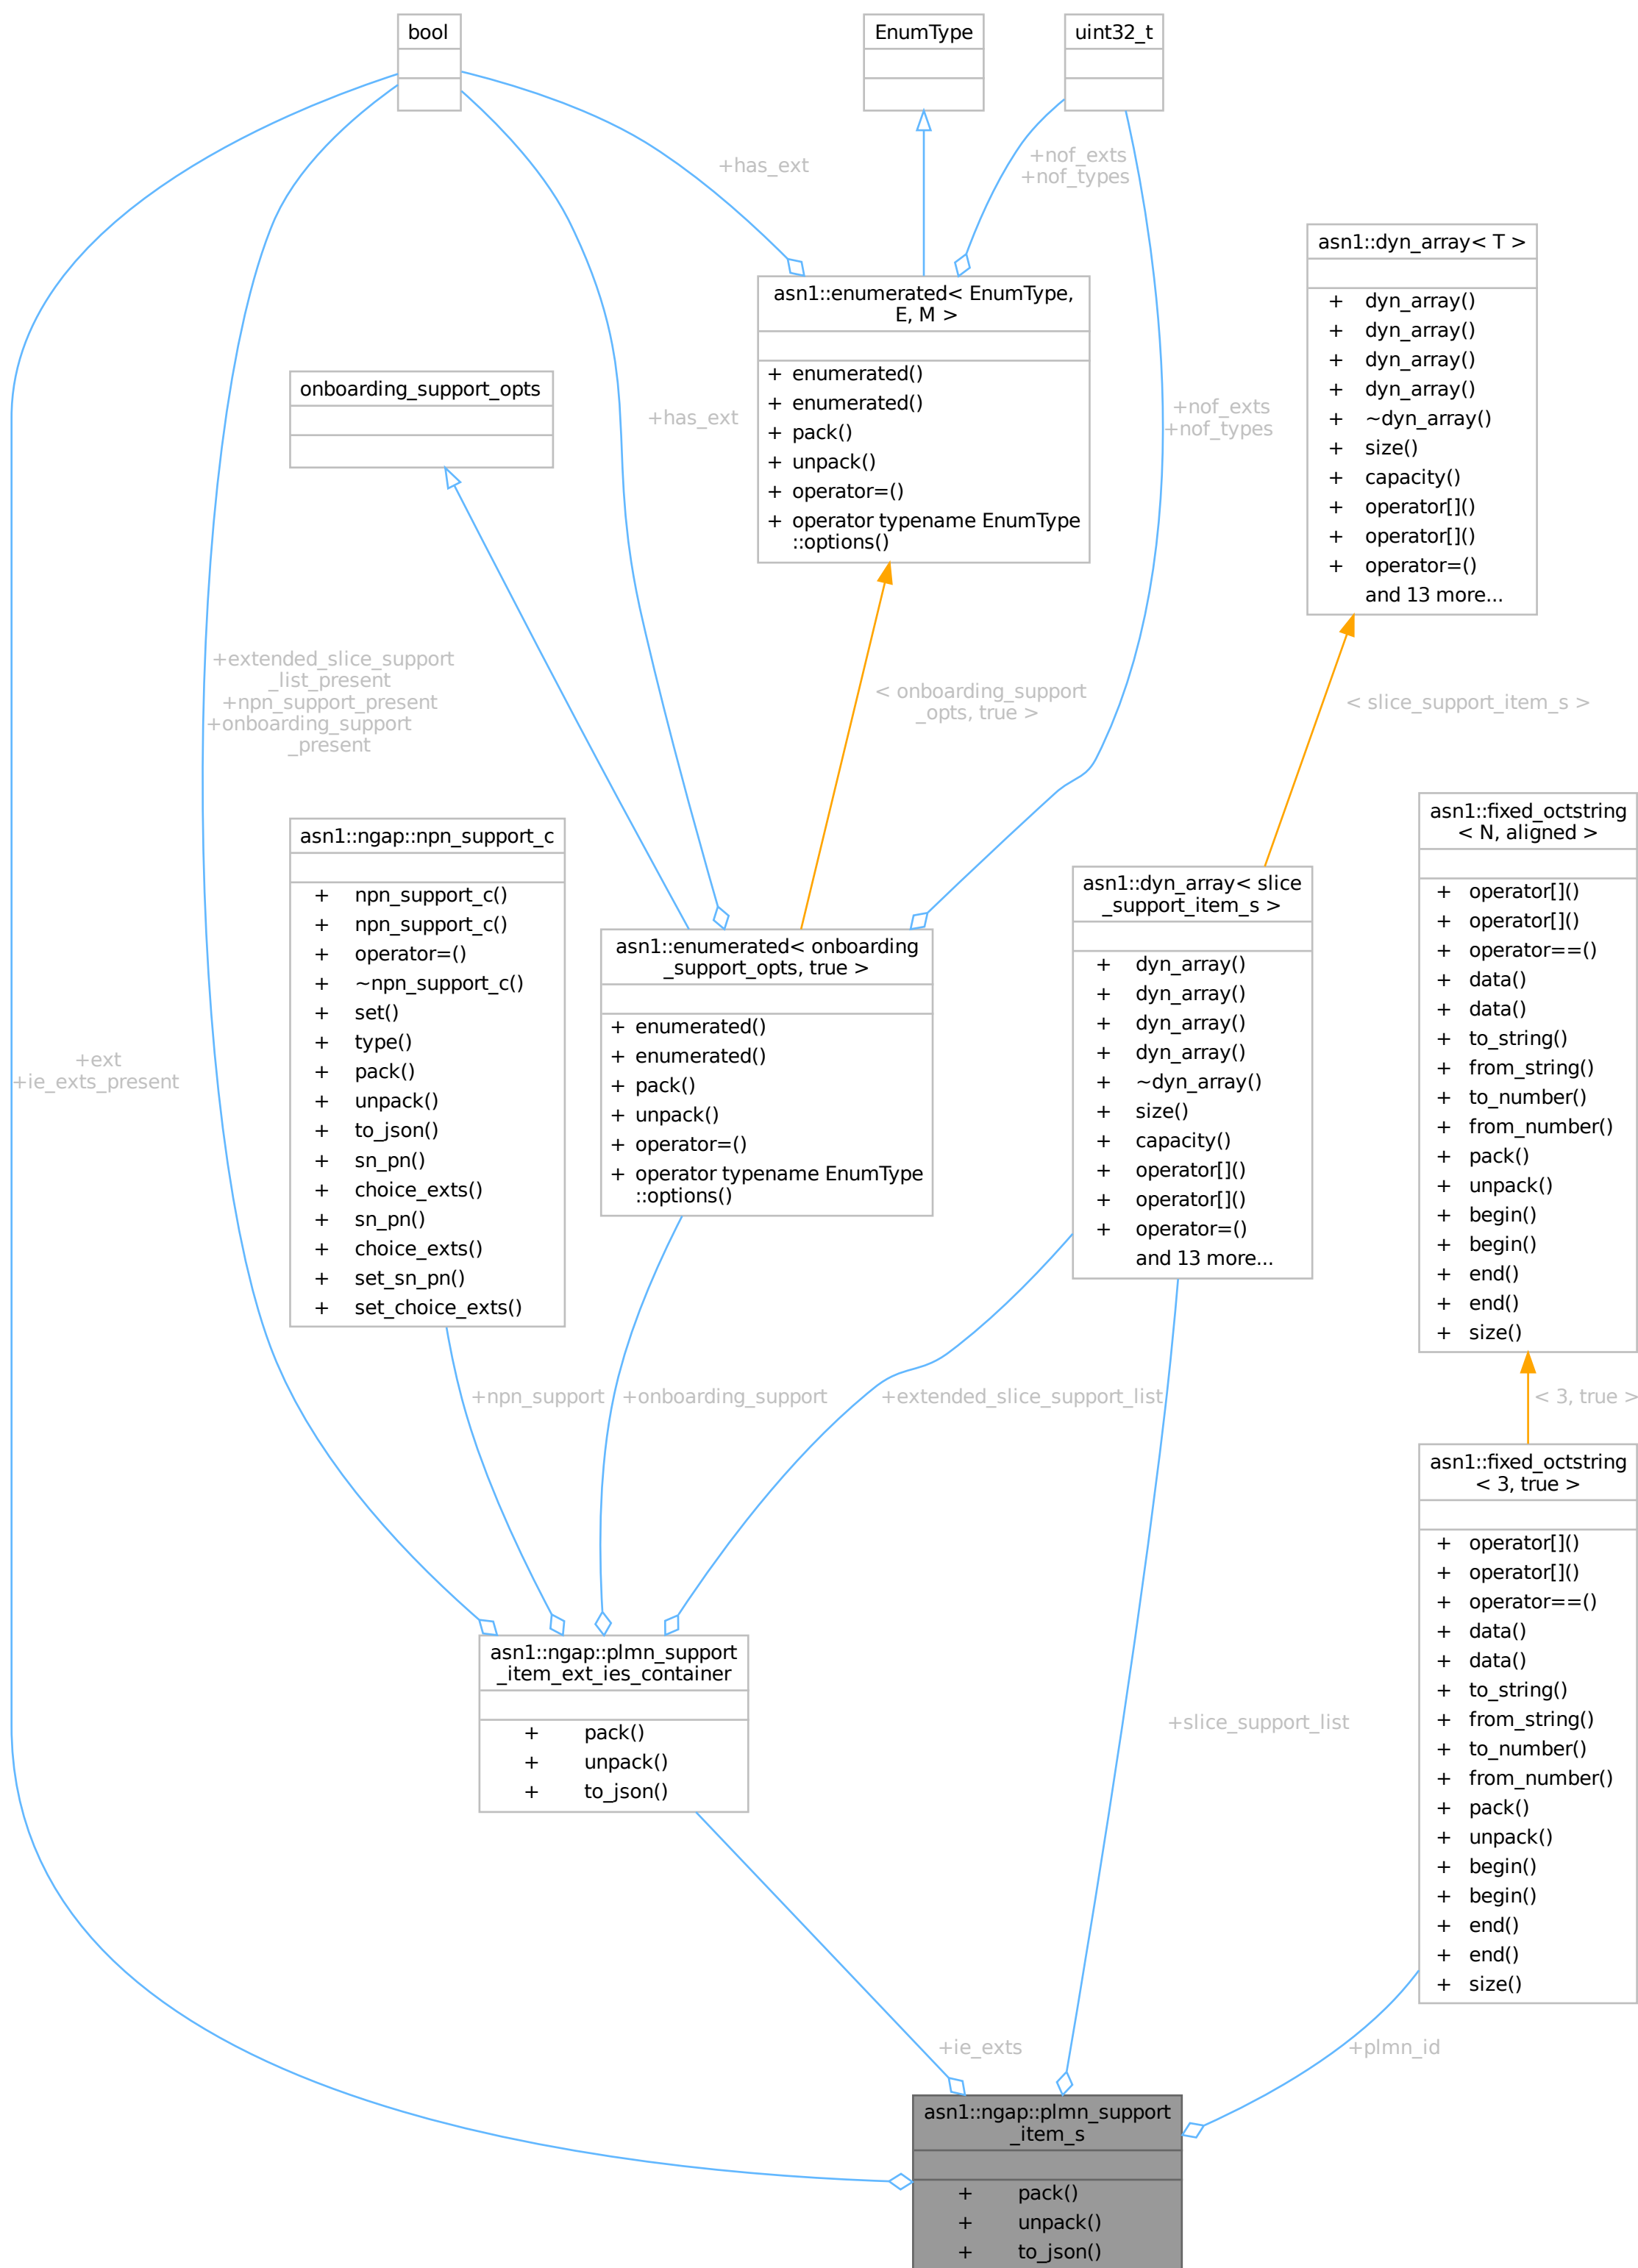 bool
EnumType
uint32_t
+has_ext
+nof_exts
+nof_types
asn1::dyn_array< T >
+ dyn_array()
+ dyn_array()
+ dyn_array()
+ dyn_array()
+ ~dyn_array()
+ size()
+ capacity()
+ operator[]()
+ operator[]()
+ operator=()
and 13 more...
asn1::enumerated< EnumType,
E, M >
+ enumerated()
+ enumerated()
+ pack()
+ unpack()
+ operator=()
+ operator typename EnumType
::options()
onboarding_support_opts
+has_ext
+nof_exts
+nof_types
+extended_slice_support
_list_present
+npn_support_present
+onboarding_support
_present
< onboarding_support
_opts, true >
< slice_support_item_s >
asn1::ngap::npn_support_c
+ npn_support_c()
+ npn_support_c()
+ operator=()
+ ~npn_support_c()
+ set()
+ type()
+ pack()
+ unpack()
+ to_json()
+ sn_pn()
+ choice_exts()
+ sn_pn()
+ choice_exts()
+ set_sn_pn()
+ set_choice_exts()
asn1::enumerated< onboarding
_support_opts, true >
+ enumerated()
+ enumerated()
+ pack()
+ unpack()
+ operator=()
+ operator typename EnumType
::options()
asn1::dyn_array< slice
_support_item_s >
+ dyn_array()
+ dyn_array()
+ dyn_array()
+ dyn_array()
+ ~dyn_array()
+ size()
+ capacity()
+ operator[]()
+ operator[]()
+ operator=()
and 13 more...
asn1::fixed_octstring
< N, aligned >
+ operator[]()
+ operator[]()
+ operator==()
+ data()
+ data()
+ to_string()
+ from_string()
+ to_number()
+ from_number()
+ pack()
+ unpack()
+ begin()
+ begin()
+ end()
+ end()
+ size()
+ext
+ie_exts_present
+npn_support
+onboarding_support
+extended_slice_support_list
< 3, true >
asn1::fixed_octstring
< 3, true >
+ operator[]()
+ operator[]()
+ operator==()
+ data()
+ data()
+ to_string()
+ from_string()
+ to_number()
+ from_number()
+ pack()
+ unpack()
+ begin()
+ begin()
+ end()
+ end()
+ size()
asn1::ngap::plmn_support
_item_ext_ies_container
+ pack()
+ unpack()
+ to_json()
+slice_support_list
+ie_exts
+plmn_id
asn1::ngap::plmn_support
_item_s
+ pack()
+ unpack()
+ to_json()